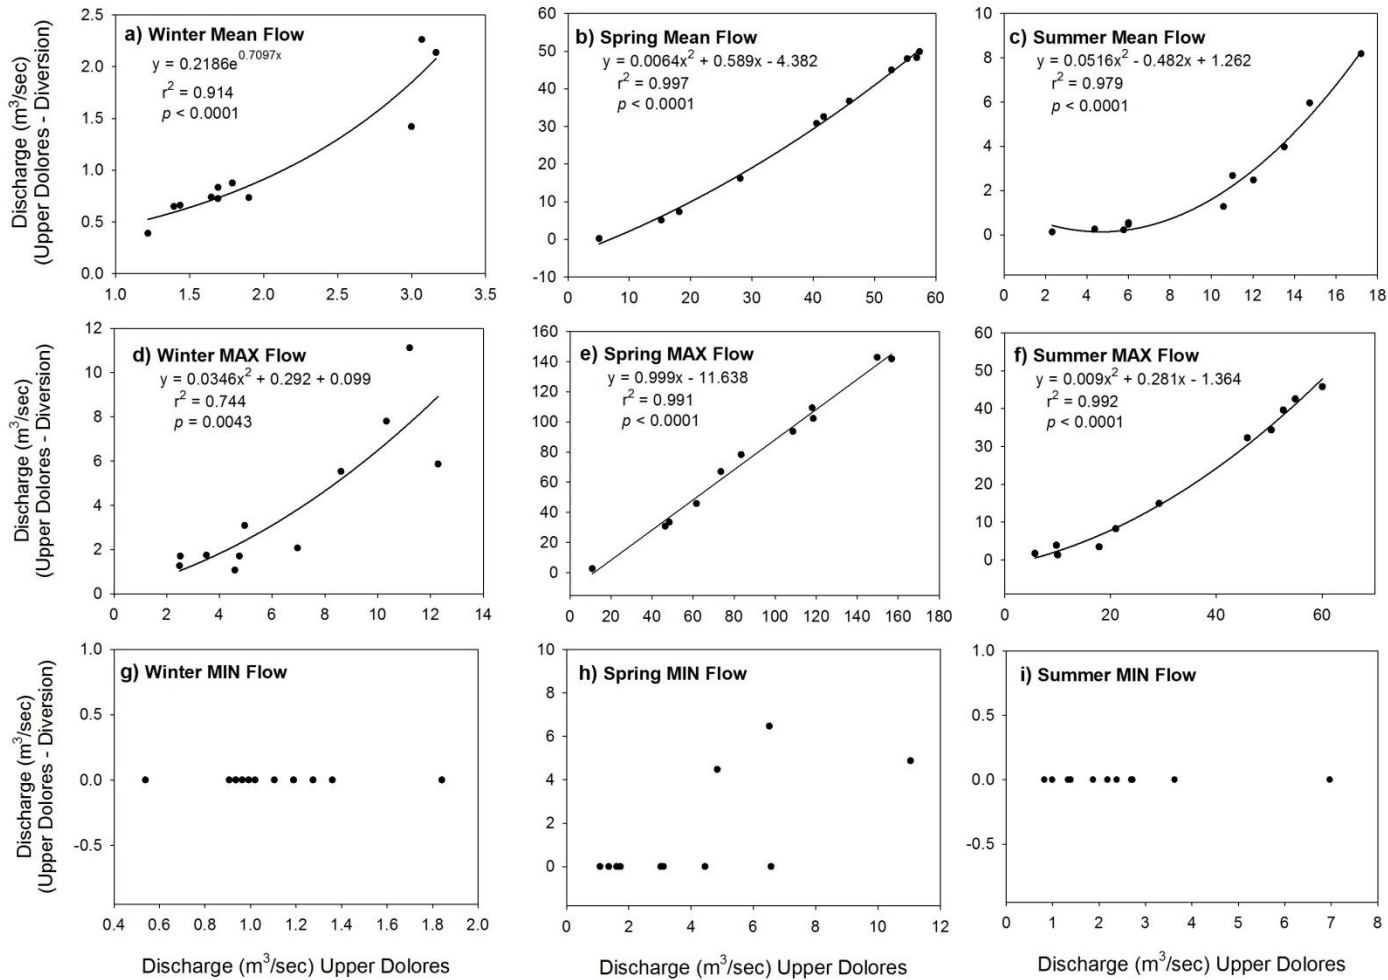 Discharge (m³/sec)
(Upper Dolores - Diversion)
a) Winter Mean Flow
y = 0.2186e^0.7097x
r² = 0.914
p < 0.0001
2.5
2.0
1.5
1.0
0.5
0.0
1.0 1.5 2.0 2.5 3.0 3.5
b) Spring Mean Flow
y = 0.0064x² + 0.589x - 4.382
r² = 0.997
p < 0.0001
60
50
40
30
20
10
0
-10
0 10 20 30 40 50 60
c) Summer Mean Flow
y = 0.0516x² - 0.482x + 1.262
r² = 0.979
p < 0.0001
10
8
6
4
2
0
0 2 4 6 8 10 12 14 16 18
Discharge (m³/sec)
(Upper Dolores - Diversion)
d) Winter MAX Flow
y = 0.0346x² + 0.292 + 0.099
r² = 0.744
p = 0.0043
12
10
8
6
4
2
0
0 2 4 6 8 10 12 14
e) Spring MAX Flow
y = 0.999x - 11.638
r² = 0.991
p < 0.0001
160
140
120
100
80
60
40
20
0
0 20 40 60 80 100 120 140 160 180
f) Summer MAX Flow
y = 0.009x² + 0.281x - 1.364
r² = 0.992
p < 0.0001
60
50
40
30
20
10
0
0 20 40 60
Discharge (m³/sec)
(Upper Dolores - Diversion)
g) Winter MIN Flow
1.0
0.5
0.0
-0.5
0.4 0.6 0.8 1.0 1.2 1.4 1.6 1.8 2.0
Discharge (m³/sec) Upper Dolores
h) Spring MIN Flow
10
8
6
4
2
0
0 2 4 6 8 10 12
Discharge (m³/sec) Upper Dolores
i) Summer MIN Flow
1.0
0.5
0.0
-0.5
0 1 2 3 4 5 6 7 8
Discharge (m³/sec) Upper Dolores